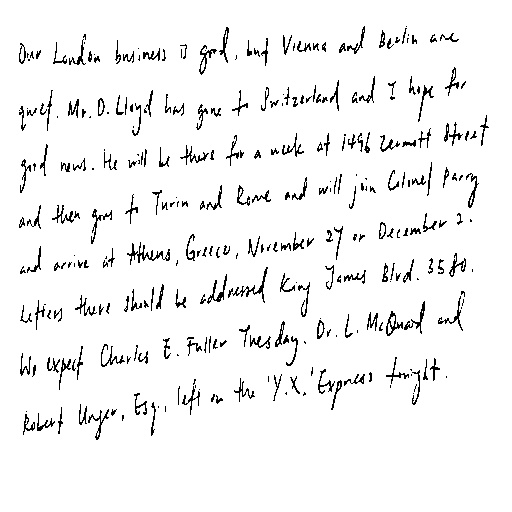 Our London business is good, but Vienna and Berlin are
quiet. Mr. D. Lloyd has gone to Switzerland and I hope for
good news. He will be there for a week at 1496 Zermott Street
and then goes to Turin and Rome and will join Colonel Parry
and arrive at Athens, Greece, November 27 or December 2.
Letters there should be addressed King James Blvd. 3580.
We expect Charles E. Fuller Tuesday. Dr. L. McQuaid and
Robert Unger, Esq., left on the 'Y.X.' Express tonight.